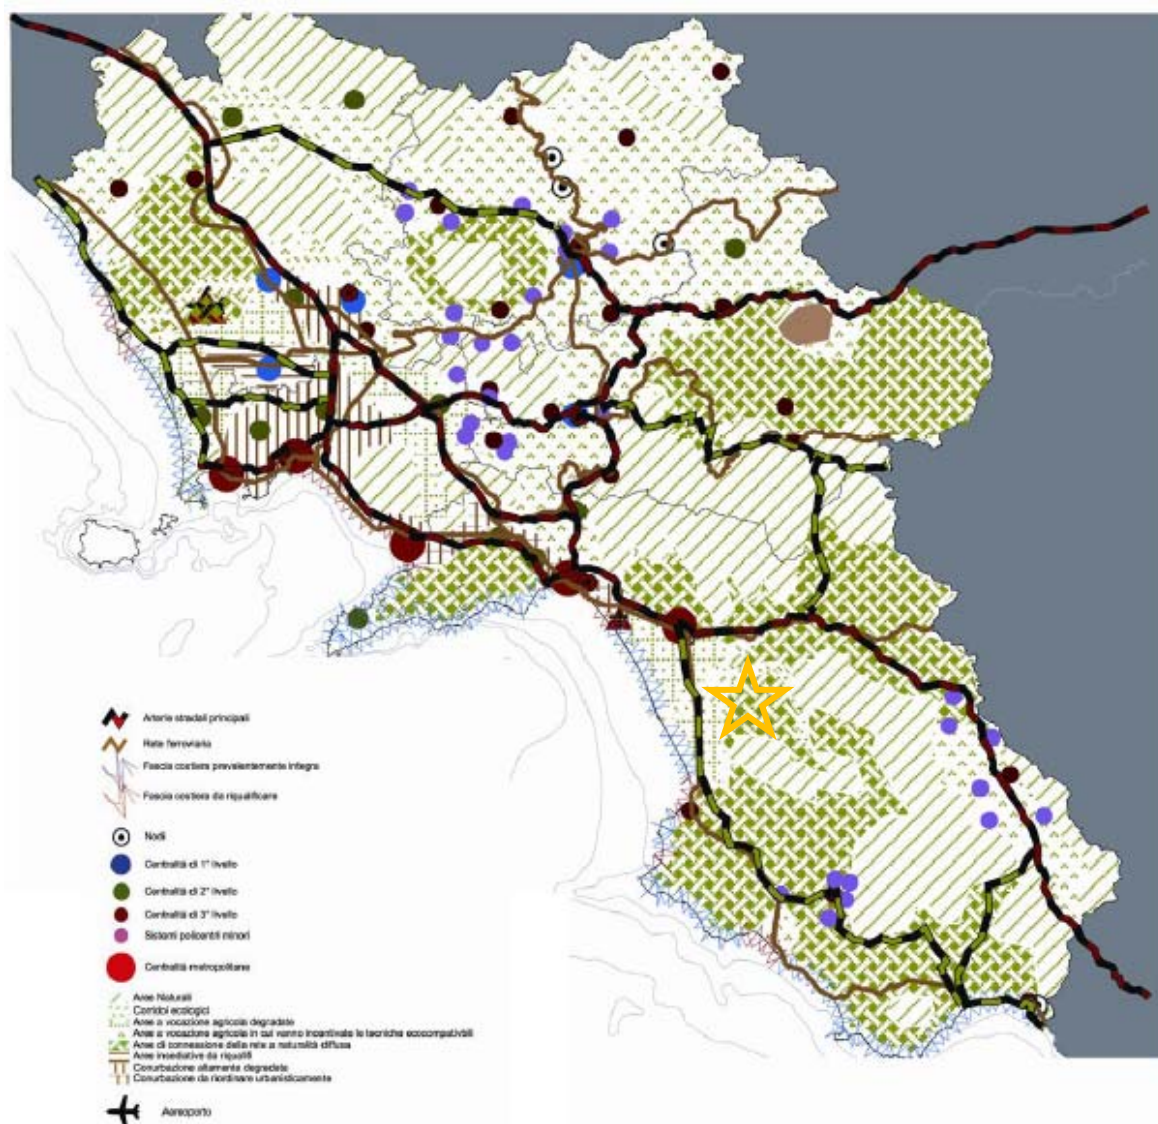 Arterie stradali principali
Rete ferroviaria
Fascia costiera prevalentemente integra
Fascia costiera da riqualificare
Nodi
Centralità di 1° livello
Centralità di 2° livello
Centralità di 3° livello
Sistemi policentri minori
Centralità metropolitane
Aree Naturali
Corridoi ecologici
Aree a vocazione agricola degradate
Aree a vocazione agricola in cui vanno incentivate le tecniche ecocompatibili
Aree di connessione della rete a naturalità diffusa
Aree insediative da riqualifi
Conurbazione altamente degradata
Conurbazione da riordinare urbanisticamente
Aereoporto